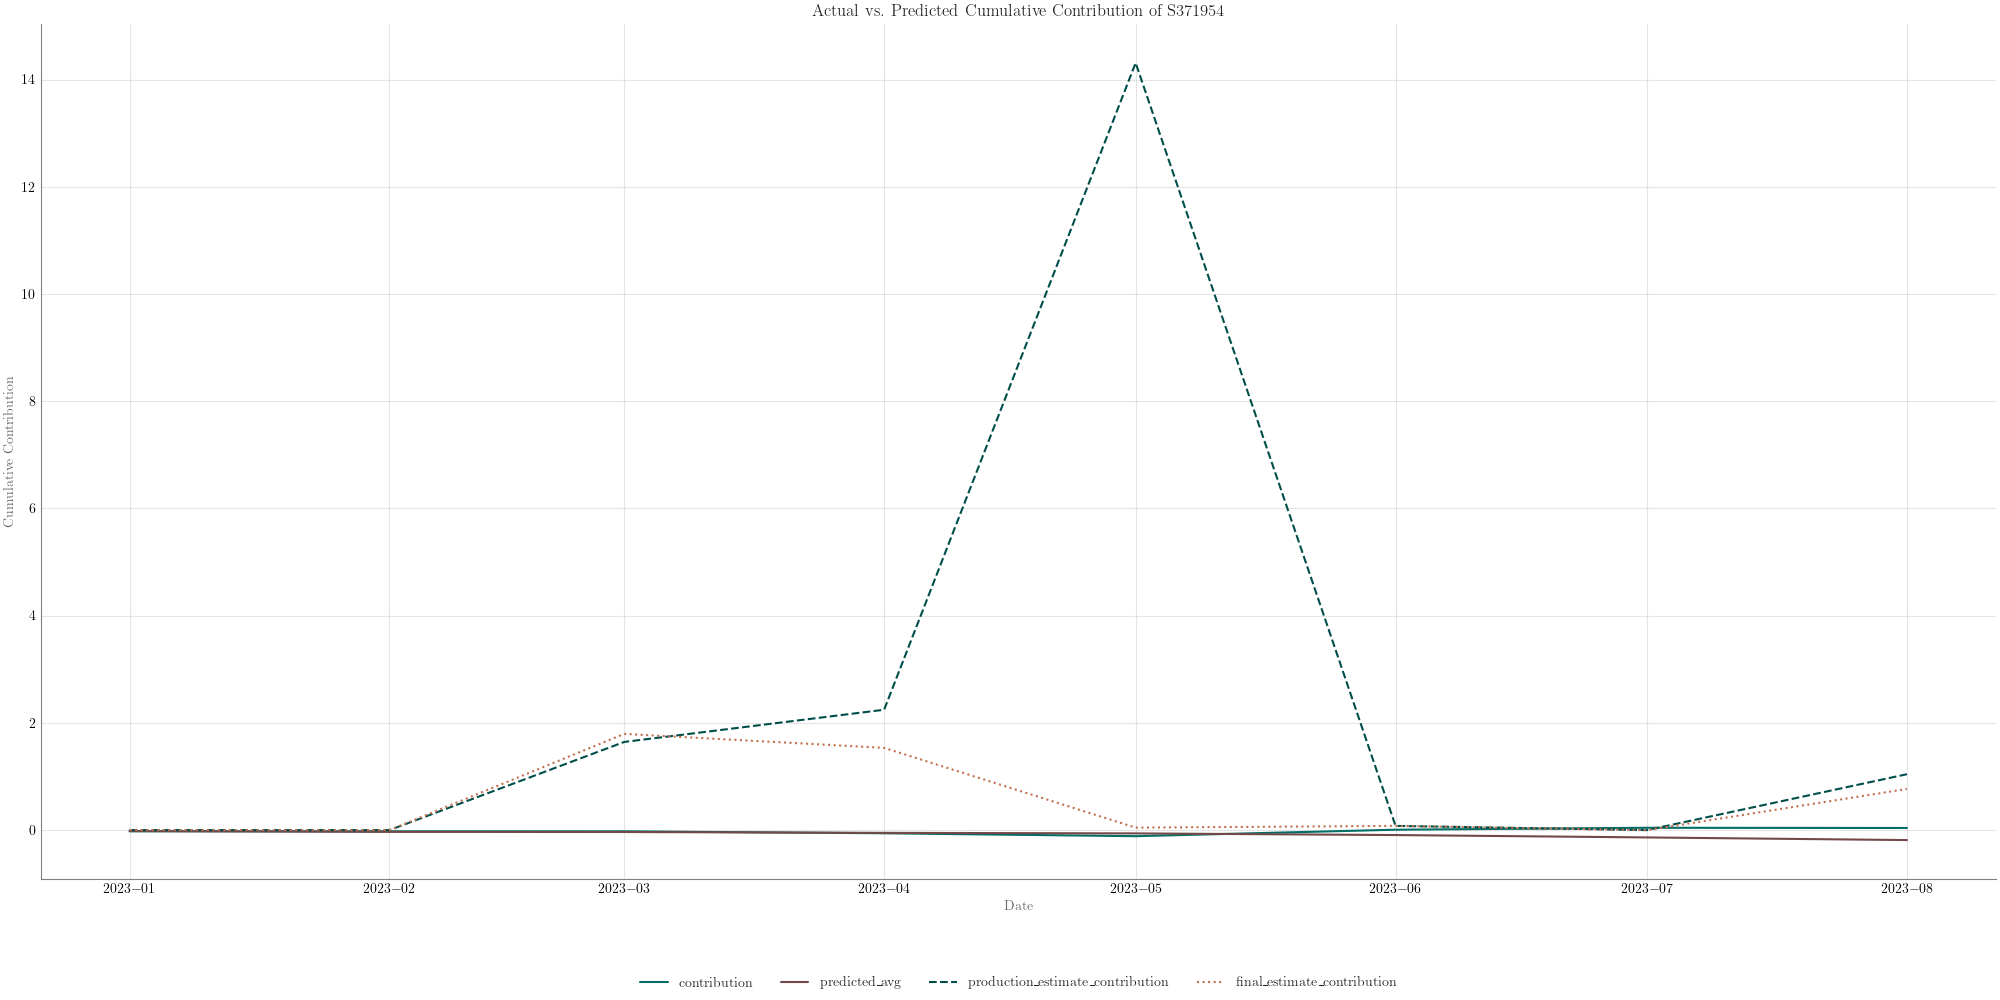 Actual vs. Predicted Cumulative Contribution of S371954
14
12
10
8
6
4
2
0
Cumulative Contribution
2023−01 2023−02 2023−03 2023−04 2023−05 2023−06 2023−07 2023−08
Date
contribution predicted_avg production_estimate_contribution final_estimate_contribution